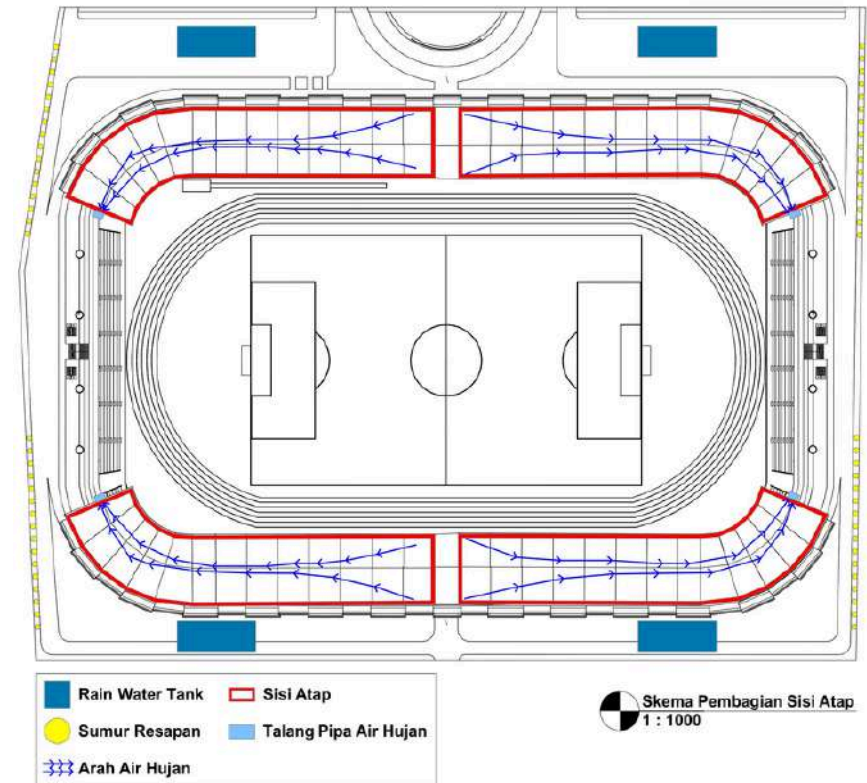 Rain Water Tank
Sisi Atap
Sumur Resapan
Talang Pipa Air Hujan
Arah Air Hujan
Skema Pembagian Sisi Atap
1 : 1000